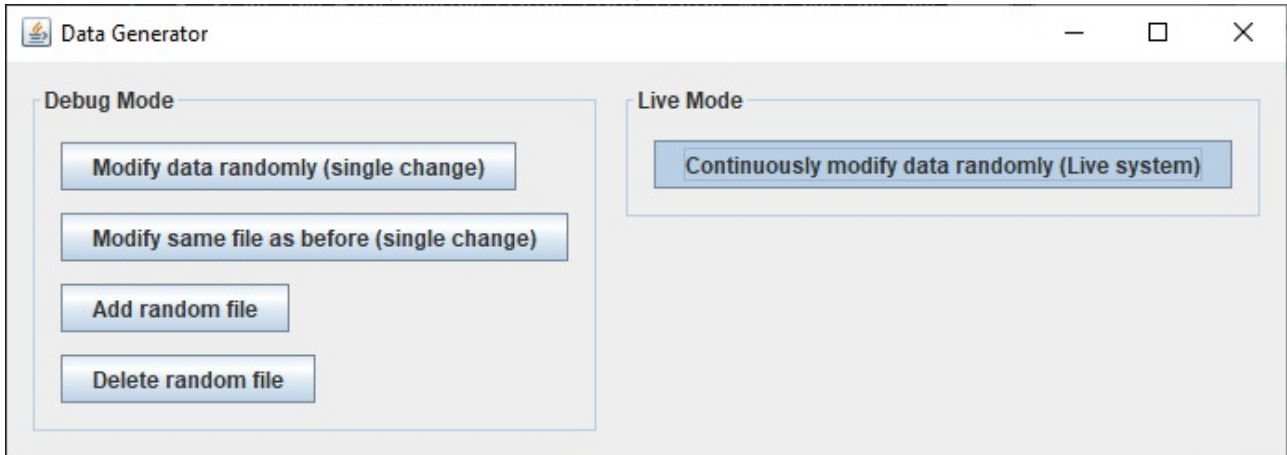 Data Generator
Debug Mode
Modify data randomly (single change)
Modify same file as before (single change)
Add random file
Delete random file
Live Mode
Continuously modify data randomly (Live system)